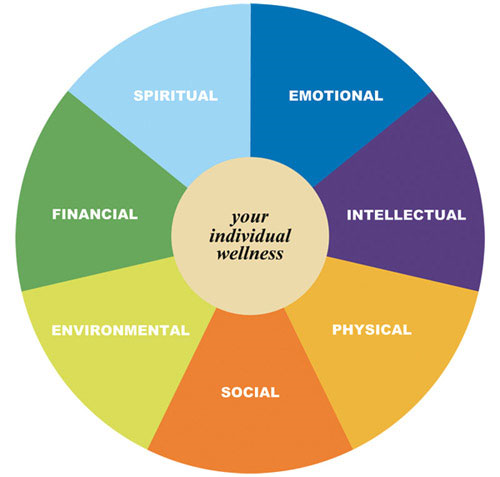 SPIRITUAL
EMOTIONAL
FINANCIAL
your
individual
wellness
INTELLECTUAL
ENVIRONMENTAL
PHYSICAL
SOCIAL